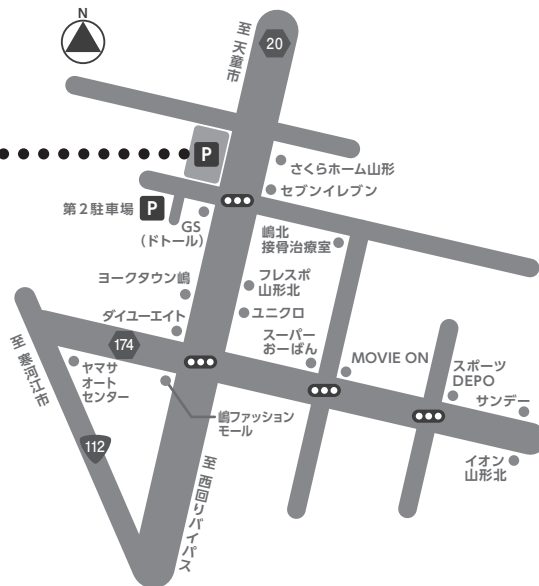 N
至 天童市
20
P
さくらホーム山形
セブンイレブン
第2駐車場 P
GS
(ドトール)
嶋北
接骨治療室
ヨークタウン嶋
フレスポ
山形北
ダイユーエイト
ユニクロ
174
スーパー
おーばん
MOVIE ON
スポーツ
DEPO
サンデー
至 寒河江市
ヤマサ
オート
センター
嶋ファッション
モール
112
イオン
山形北
至 西回りバイパス